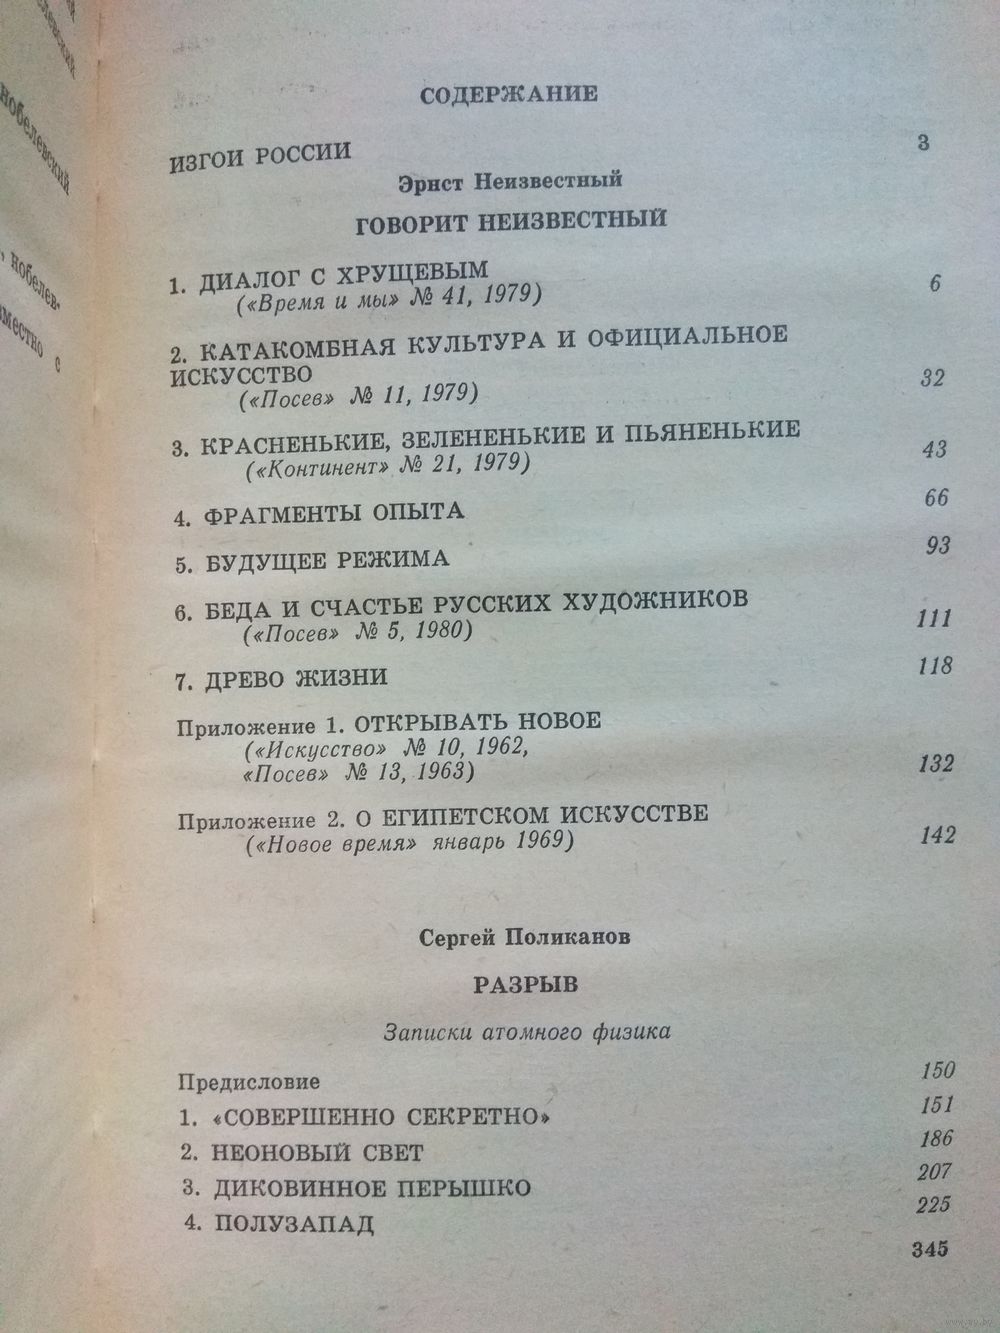 левский
нобелевский
, нобелев-
вместно с
СОДЕРЖАНИЕ
ИЗГОИ РОССИИ 3
Эрнст Неизвестный
ГОВОРИТ НЕИЗВЕСТНЫЙ
1. ДИАЛОГ С ХРУЩЕВЫМ
(«Время и мы» № 41, 1979) 6
2. КАТАКОМБНАЯ КУЛЬТУРА И ОФИЦИАЛЬНОЕ
ИСКУССТВО
(«Посев» № 11, 1979) 32
3. КРАСНЕНЬКИЕ, ЗЕЛЕНЕНЬКИЕ И ПЬЯНЕНЬКИЕ
(«Континент» № 21, 1979) 43
4. ФРАГМЕНТЫ ОПЫТА 66
5. БУДУЩЕЕ РЕЖИМА 93
6. БЕДА И СЧАСТЬЕ РУССКИХ ХУДОЖНИКОВ
(«Посев» № 5, 1980) 111
7. ДРЕВО ЖИЗНИ 118
Приложение 1. ОТКРЫВАТЬ НОВОЕ
(«Искусство» № 10, 1962,
«Посев» № 13, 1963) 132
Приложение 2. О ЕГИПЕТСКОМ ИСКУССТВЕ
(«Новое время» январь 1969) 142
Сергей Поликанов
РАЗРЫВ
Записки атомного физика
Предисловие 150
1. «СОВЕРШЕННО СЕКРЕТНО» 151
2. НЕОНОВЫЙ СВЕТ 186
3. ДИКОВИННОЕ ПЕРЫШКО 207
4. ПОЛУЗАПАД 225
345